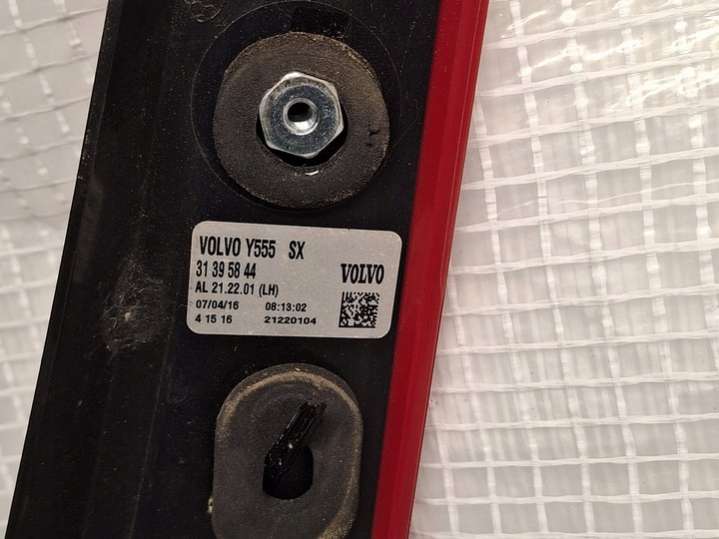 VOLVO Y555 SX
31 39 58 44
VOLVO
AL 21.22.01 (LH)
07/04/16 08:13:02
4 15 16 21220104